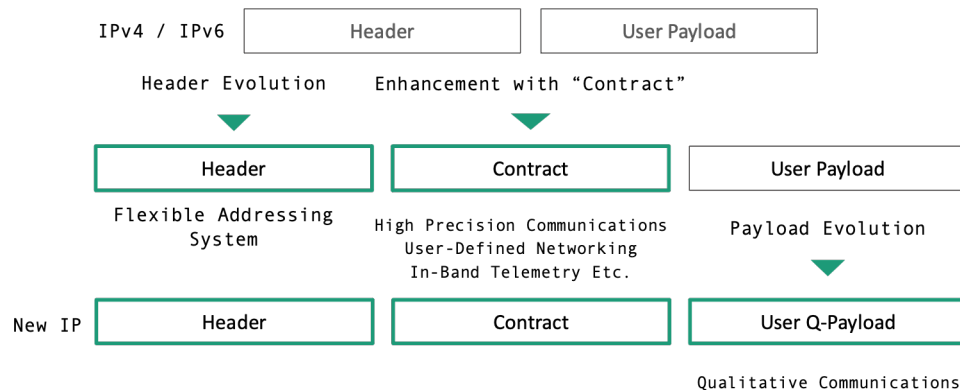 IPv4 / IPv6 Header User Payload
Header Evolution Enhancement with “Contract”
Header Contract User Payload
Flexible Addressing
System
High Precision Communications
User-Defined Networking
In-Band Telemetry Etc.
Payload Evolution
New IP Header Contract User Q-Payload
Qualitative Communications